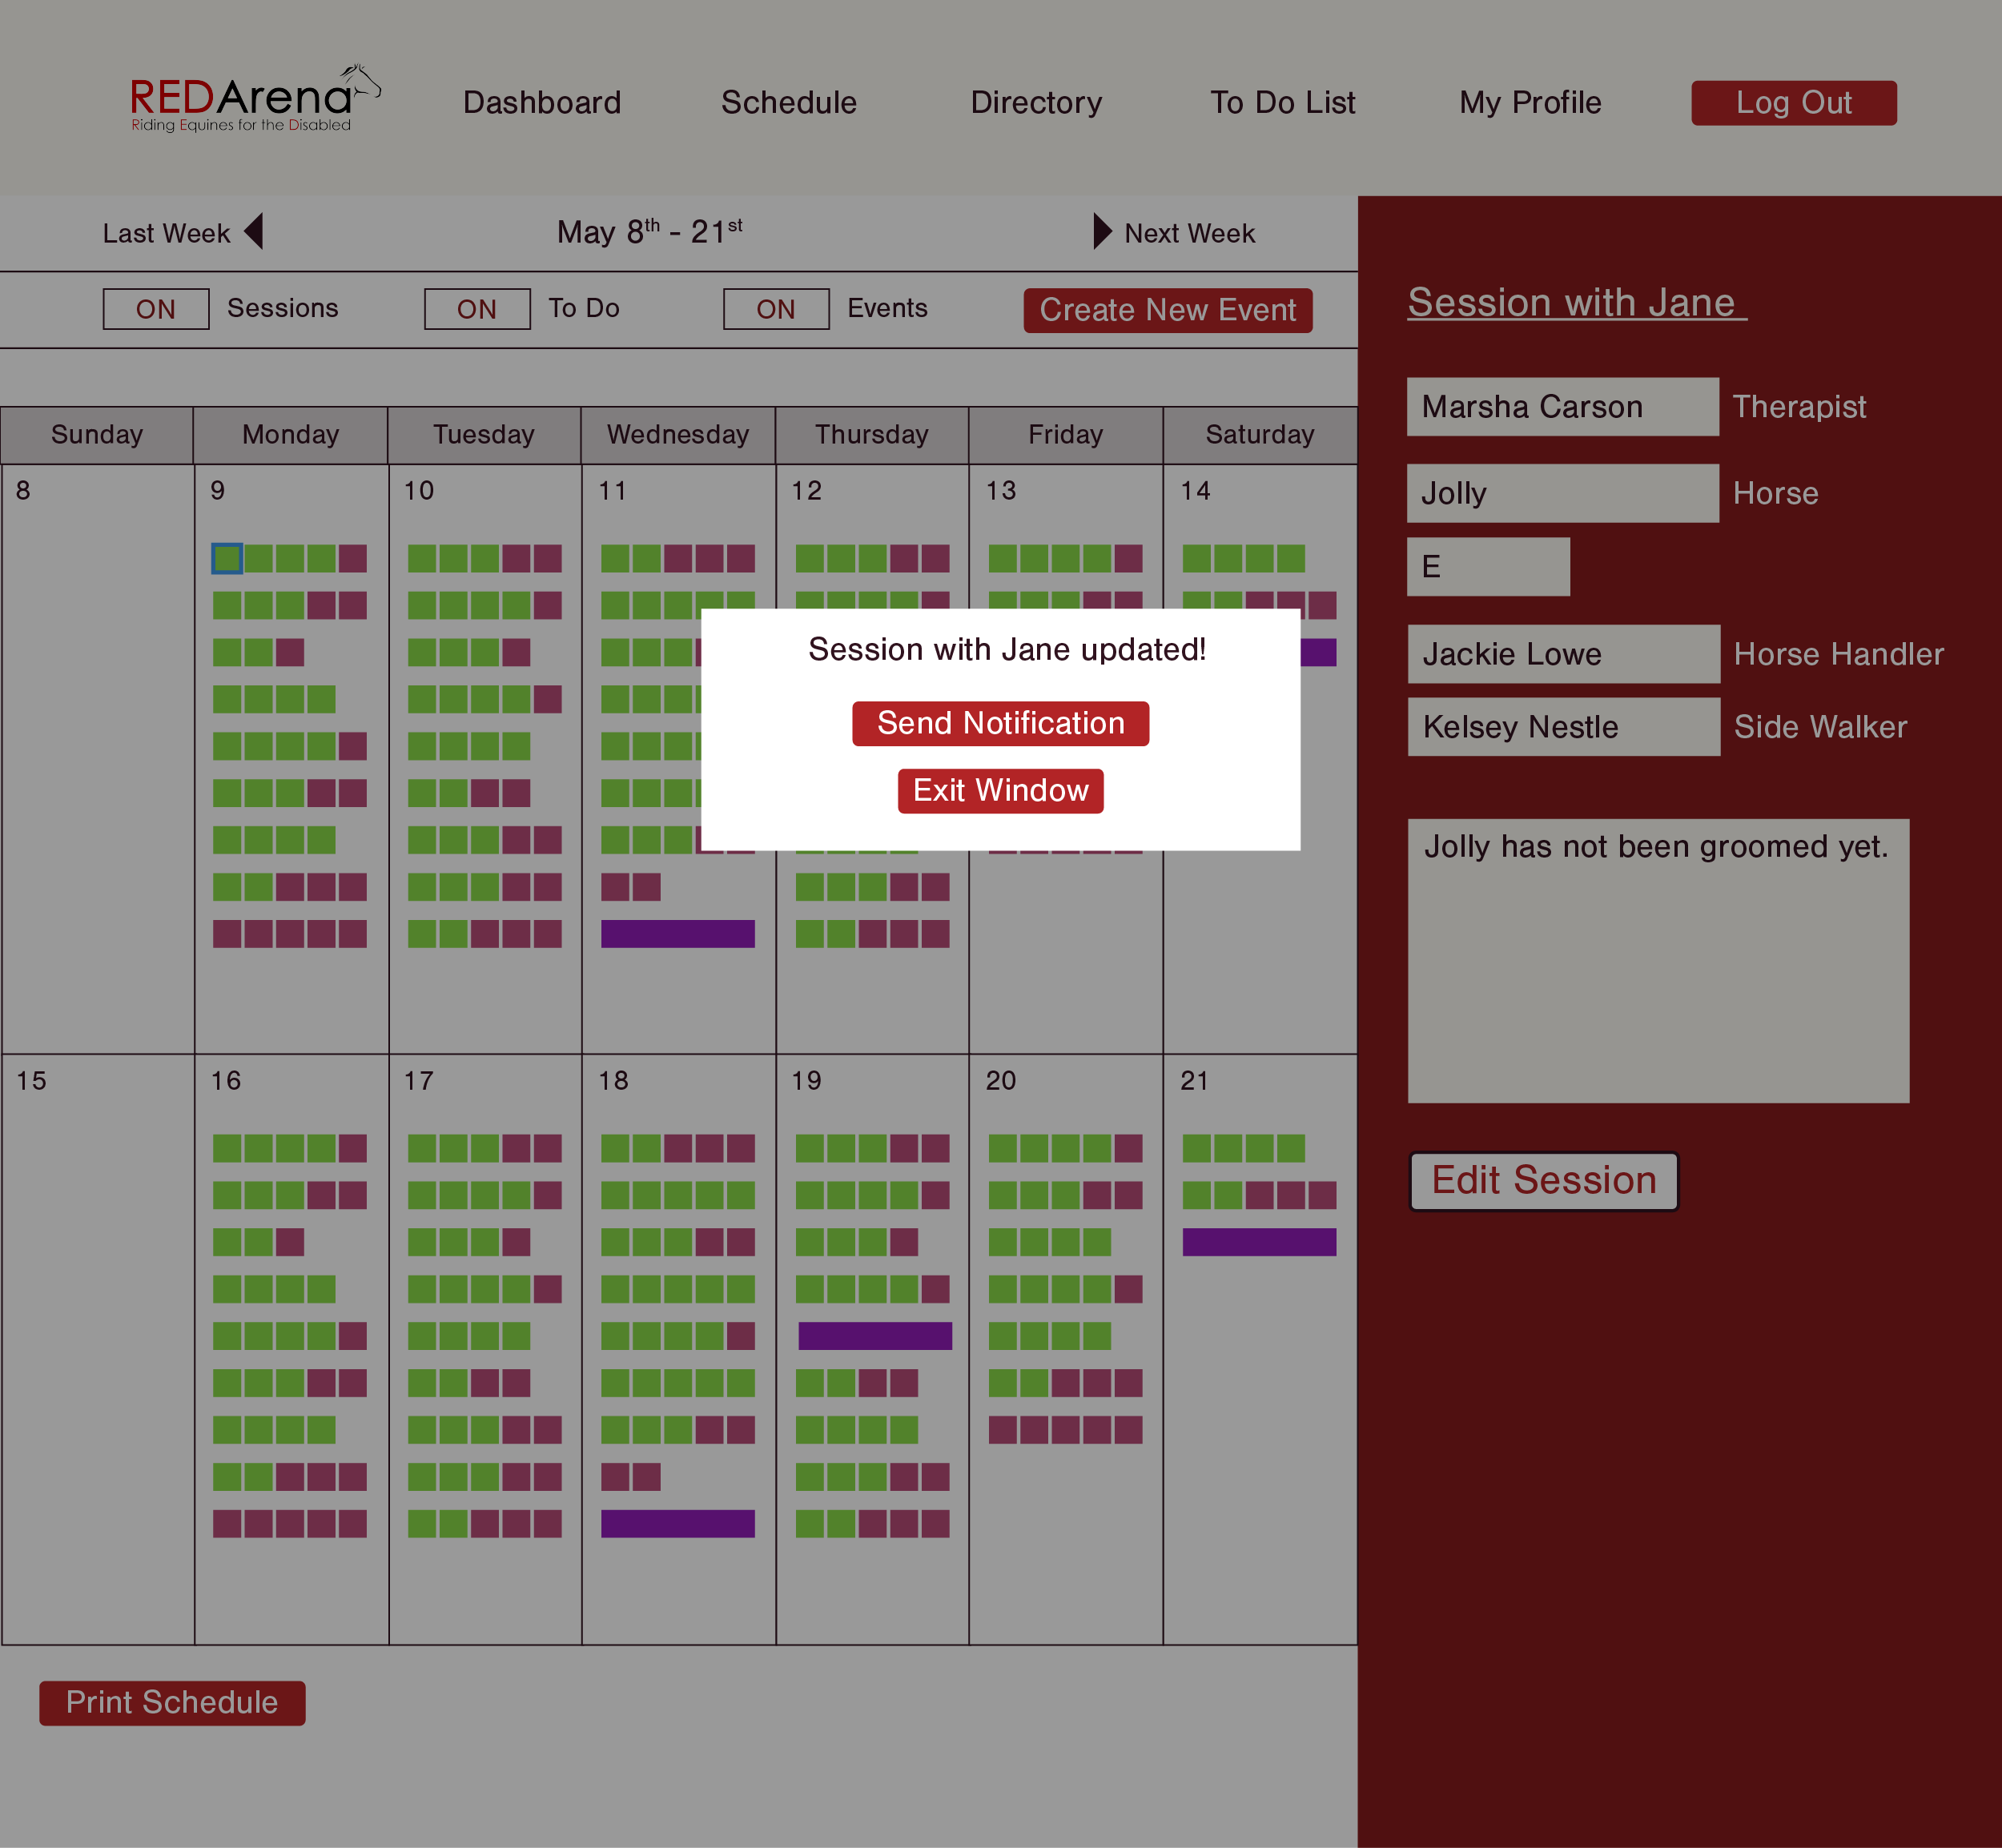 REDArena
Riding Equines for the Disabled
Dashboard
Schedule
Directory
To Do List
My Profile
Log Out
Last Week
May 8th - 21st
Next Week
ON Sessions
ON To Do
ON Events
Create New Event
Sunday
Monday
Tuesday
Wednesday
Thursday
Friday
Saturday
8
9
10
11
12
13
14
Session with Jane updated!
Send Notification
Exit Window
15
16
17
18
19
20
21
Print Schedule
Session with Jane
Marsha Carson Therapist
Jolly Horse
E
Jackie Lowe Horse Handler
Kelsey Nestle Side Walker
Jolly has not been groomed yet.
Edit Session